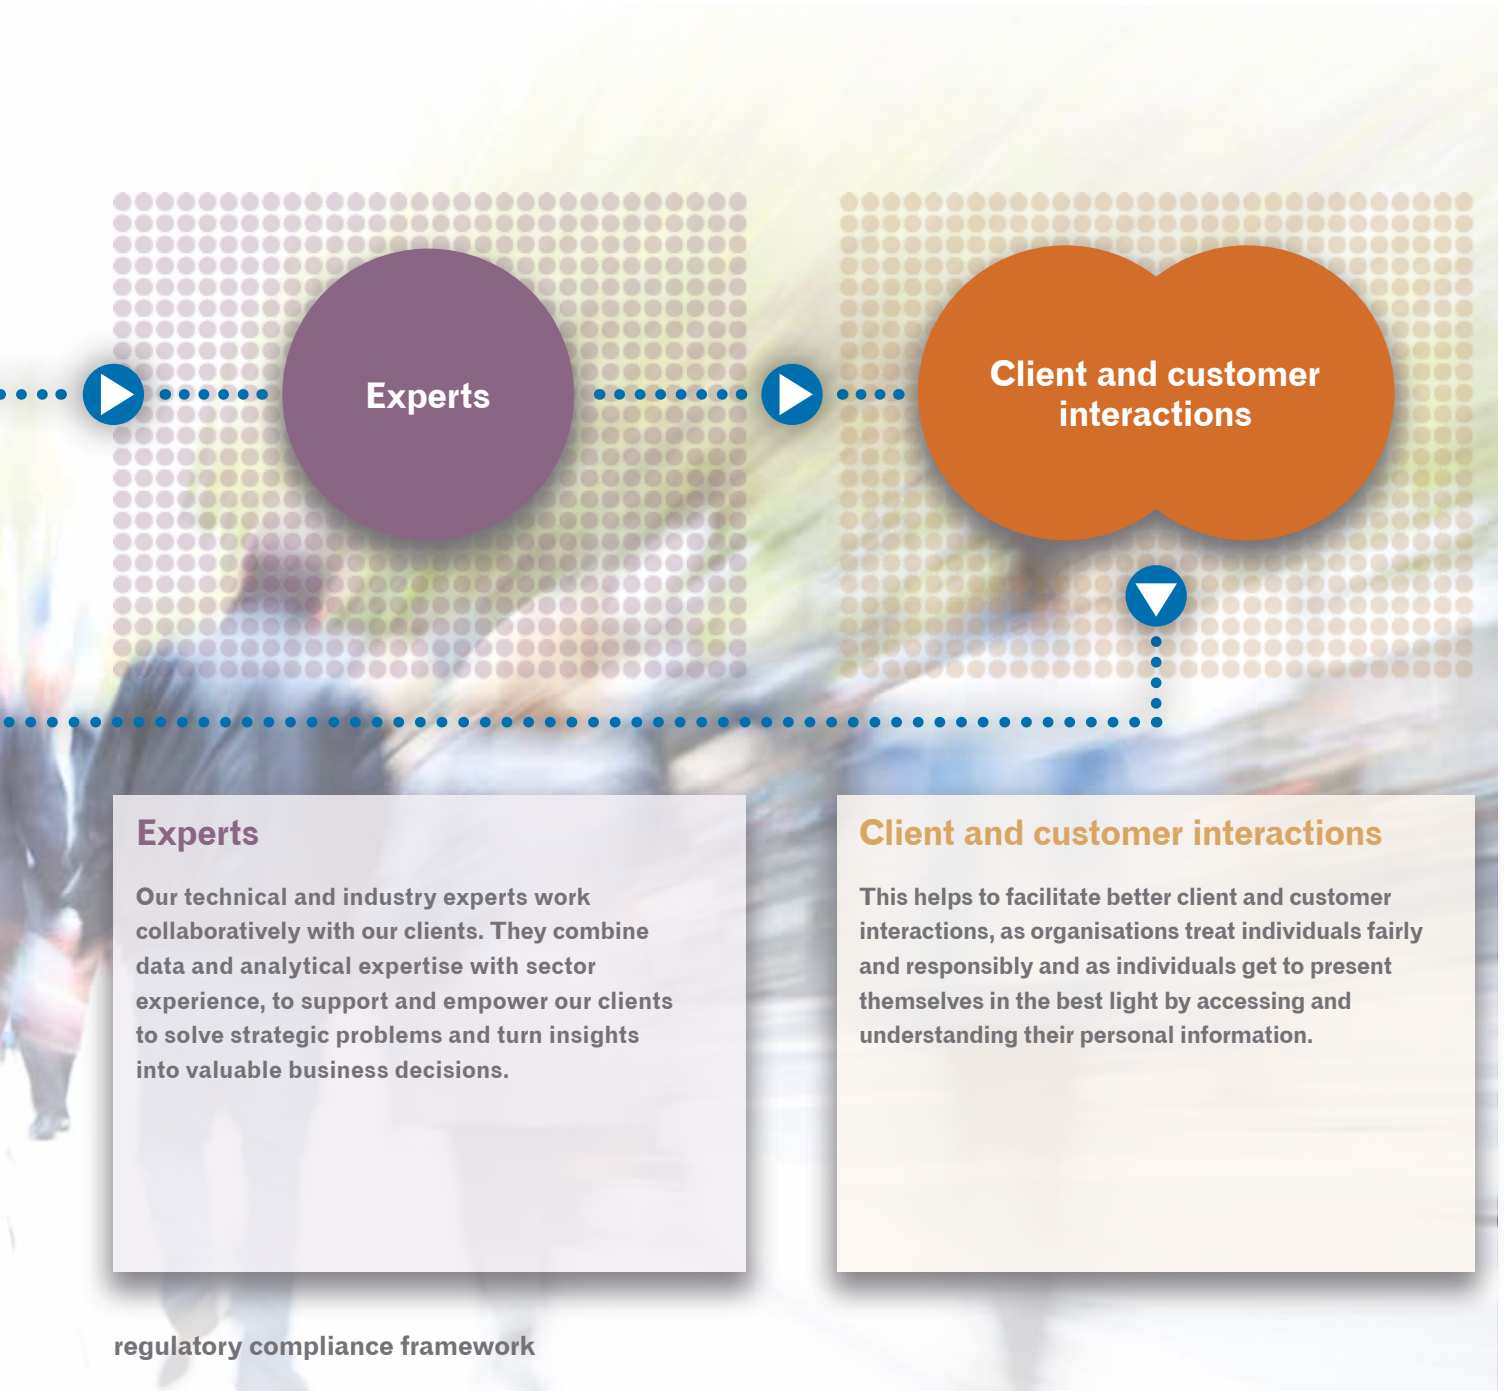 Experts
Client and customer
interactions
Experts
Our technical and industry experts work
collaboratively with our clients. They combine
data and analytical expertise with sector
experience, to support and empower our clients
to solve strategic problems and turn insights
into valuable business decisions.
Client and customer interactions
This helps to facilitate better client and customer
interactions, as organisations treat individuals fairly
and responsibly and as individuals get to present
themselves in the best light by accessing and
understanding their personal information.
regulatory compliance framework